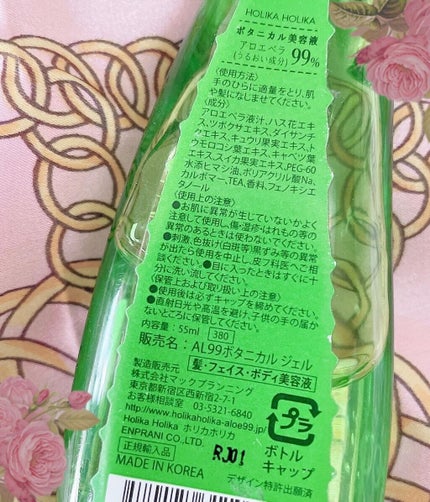 HOLIKA HOLIKA
ボタニカル美容液
アロエベラ
(うるおい成分) 99%
〈使用方法〉
手のひらに適量をとり、肌
や髪になじませてください。
〈成分〉
アロエベラ液汁、ハス花エキ
ス、ツボクサエキス、ダイサンチ
クエキス、キュウリ果実エキス、ト
ウモロコシ葉エキス、キャベツ葉
エキス、スイカ果実エキス、PEG-60
水添ヒマシ油、ポリアクリル酸Na、
カルボマー、TEA、香料、フェノキシエ
タノール
〈使用上の注意〉
●お肌に異常が生じていないかよく
注意して使用し、傷・湿疹・はれもの等の
異常のあるときは使わないでください。
●刺激、色抜け(白斑等)黒ずみ等の異常
が出たら使用を中止し、皮フ科医へご相
談ください。●目に入ったときはすぐに十
分に洗い流してください。
〈保管上および取り扱い上の注意〉
●使用後は必ずキャップを締めてください。
●直射日光や高温を避け、子供の手の届か
ないところに保管してください。
内容量:55ml 380
販売名:AL99ボタニカル ジェル
髪・フェイス・ボディ美容液
製造販売元
株式会社マックプランニング
東京都新宿区西新宿2-7-1
お客様相談室 03-5321-6840
http://www.holikaholika-aloe99.jp/
Holika Holika ホリカホリカ
ENPRANI CO.,LTD.
正規輸入品
MADE IN KOREA
RJ01
プラ
ボトル
キャップ
デザイン特許出願済